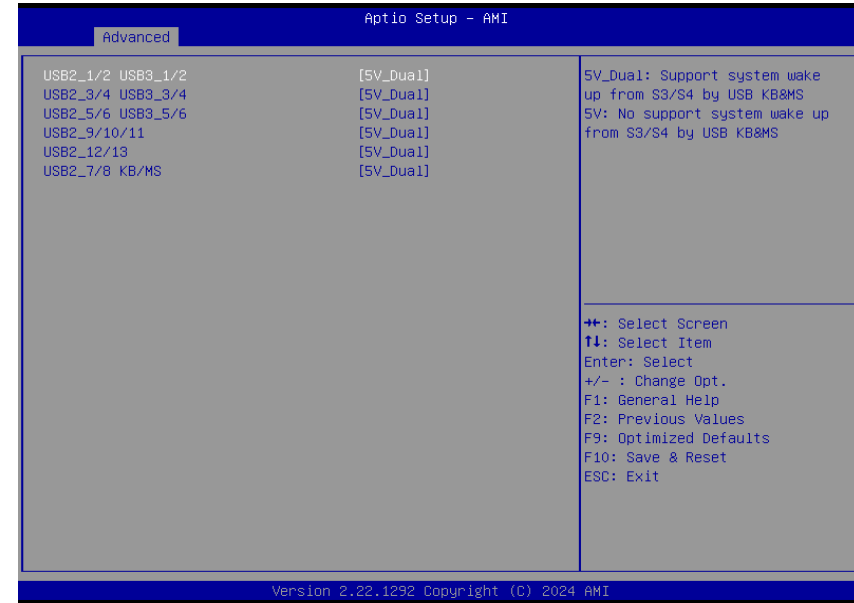 Aptio Setup – AMI
Advanced
USB2_1/2 USB3_1/2 [5V_Dual]
USB2_3/4 USB3_3/4 [5V_Dual]
USB2_5/6 USB3_5/6 [5V_Dual]
USB2_9/10/11 [5V_Dual]
USB2_12/13 [5V_Dual]
USB2_7/8 KB/MS [5V_Dual]
5V_Dual: Support system wake
up from S3/S4 by USB KB&MS
5V: No support system wake up
from S3/S4 by USB KB&MS
→←: Select Screen
↑↓: Select Item
Enter: Select
+/- : Change Opt.
F1: General Help
F2: Previous Values
F9: Optimized Defaults
F10: Save & Reset
ESC: Exit
Version 2.22.1292 Copyright (C) 2024 AMI